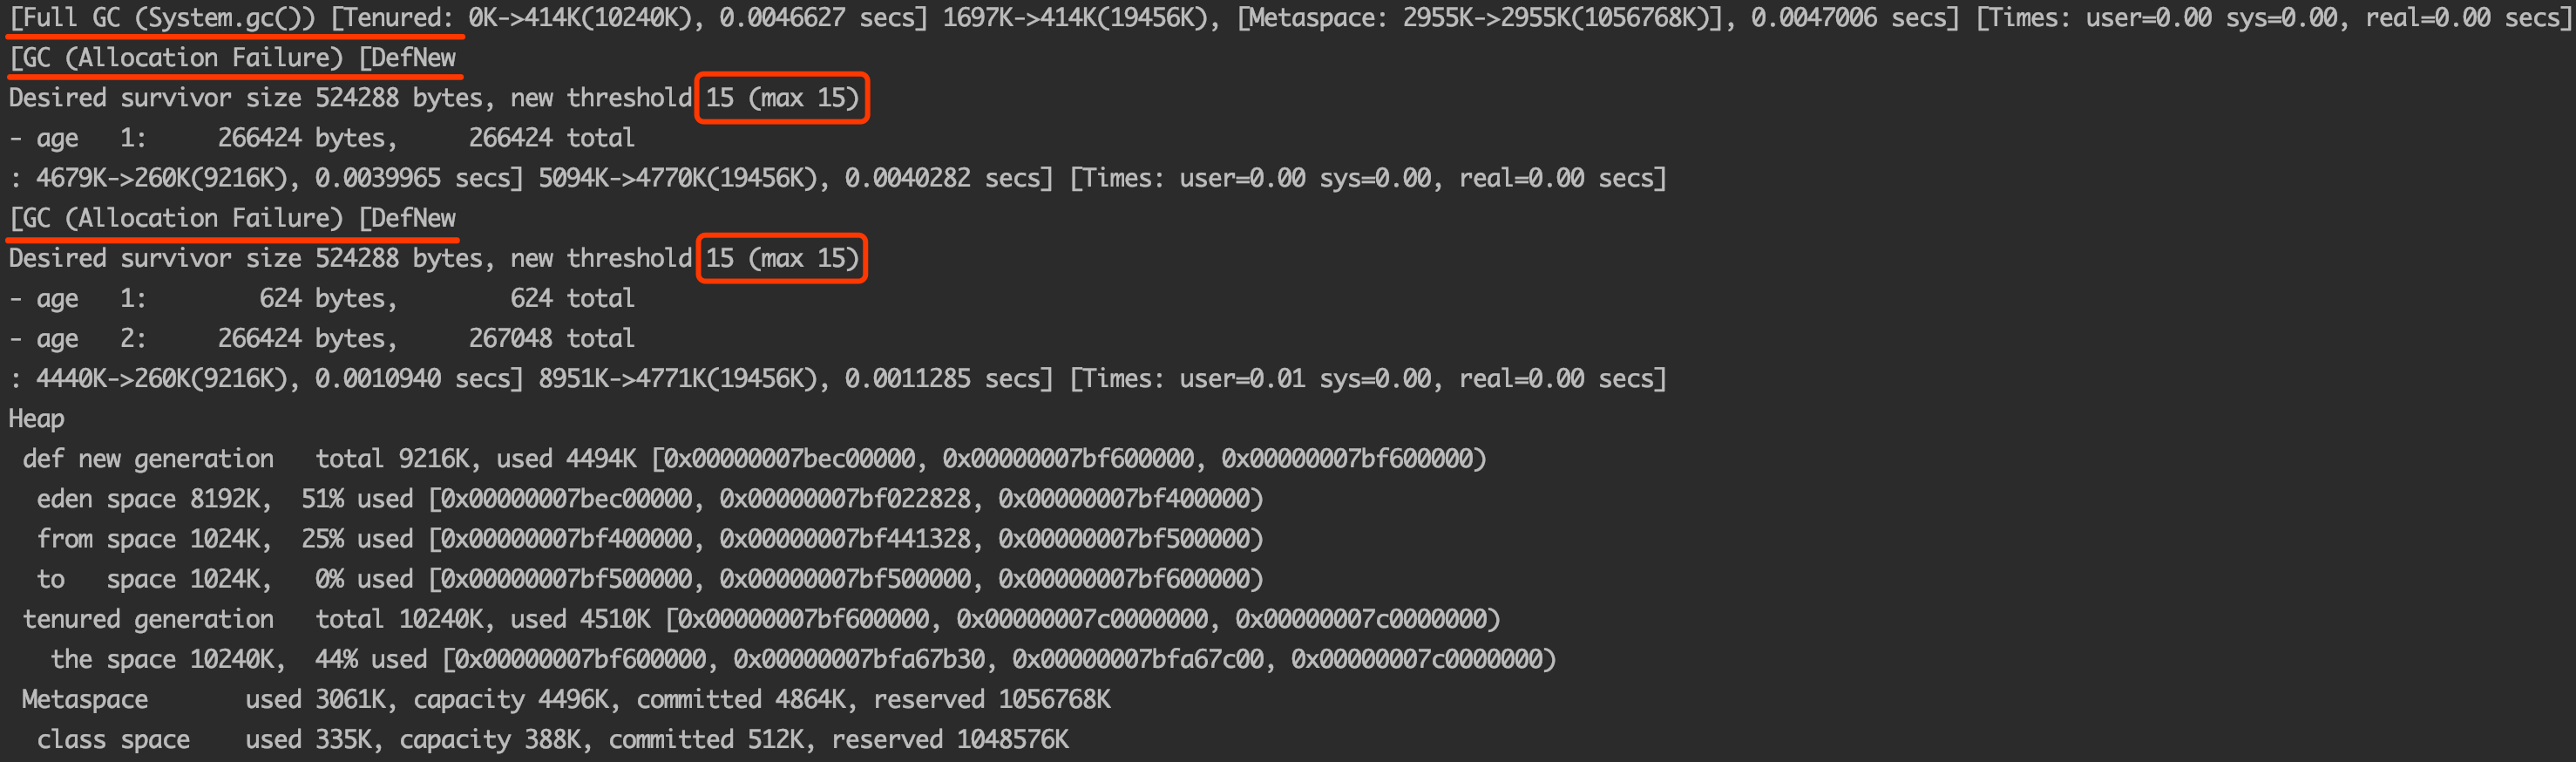 [Full GC (System.gc()) [Tenured: 0K->414K(10240K), 0.0046627 secs] 1697K->414K(19456K), [Metaspace: 2955K->2955K(1056768K)], 0.0047006 secs] [Times: user=0.00 sys=0.00, real=0.00 secs]
[GC (Allocation Failure) [DefNew
Desired survivor size 524288 bytes, new threshold 15 (max 15)
- age   1:     266424 bytes,     266424 total
: 4679K->260K(9216K), 0.0039965 secs] 5094K->4770K(19456K), 0.0040282 secs] [Times: user=0.00 sys=0.00, real=0.00 secs]
[GC (Allocation Failure) [DefNew
Desired survivor size 524288 bytes, new threshold 15 (max 15)
- age   1:        624 bytes,        624 total
- age   2:     266424 bytes,     267048 total
: 4440K->260K(9216K), 0.0010940 secs] 8951K->4771K(19456K), 0.0011285 secs] [Times: user=0.01 sys=0.00, real=0.00 secs]
Heap
 def new generation   total 9216K, used 4494K [0x00000007bec00000, 0x00000007bf600000, 0x00000007bf600000)
  eden space 8192K,  51% used [0x00000007bec00000, 0x00000007bf022828, 0x00000007bf400000)
  from space 1024K,  25% used [0x00000007bf400000, 0x00000007bf441328, 0x00000007bf500000)
  to   space 1024K,   0% used [0x00000007bf500000, 0x00000007bf500000, 0x00000007bf600000)
 tenured generation   total 10240K, used 4510K [0x00000007bf600000, 0x00000007c0000000, 0x00000007c0000000)
   the space 10240K,  44% used [0x00000007bf600000, 0x00000007bfa67b30, 0x00000007bfa67c00, 0x00000007c0000000)
 Metaspace       used 3061K, capacity 4496K, committed 4864K, reserved 1056768K
  class space    used 335K, capacity 388K, committed 512K, reserved 1048576K